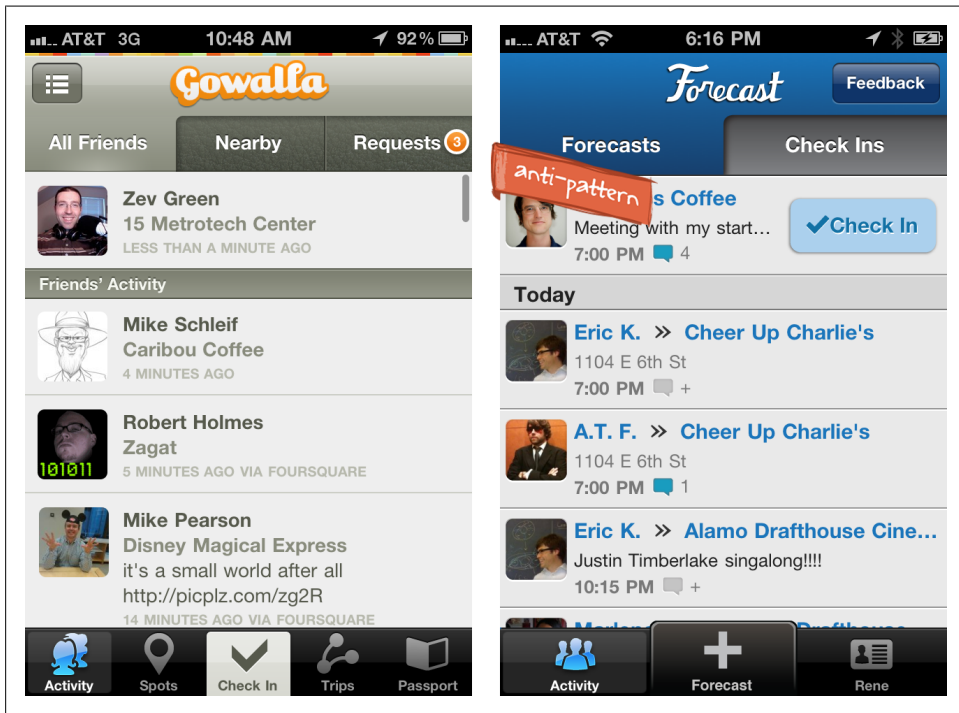 AT&T 3G 10:48 AM 92%
Gowalla
All Friends Nearby Requests 3
Zev Green
15 Metrotech Center
LESS THAN A MINUTE AGO
Friends' Activity
Mike Schleif
Caribou Coffee
4 MINUTES AGO
Robert Holmes
Zagat
5 MINUTES AGO VIA FOURSQUARE
101011
Mike Pearson
Disney Magical Express
it's a small world after all
http://picplz.com/zg2R
14 MINUTES AGO VIA FOURSQUARE
Activity Spots Check In Trips Passport
AT&T 6:16 PM
Forecast Feedback
Forecasts Check Ins
anti-pattern
Coffee
Meeting with my start...
Check In
7:00 PM 4
Today
Eric K. » Cheer Up Charlie's
1104 E 6th St
7:00 PM +
A.T. F. » Cheer Up Charlie's
1104 E 6th St
7:00 PM 1
Eric K. » Alamo Drafthouse Cine...
Justin Timberlake singalong!!!!
10:15 PM +
Activity Forecast Rene